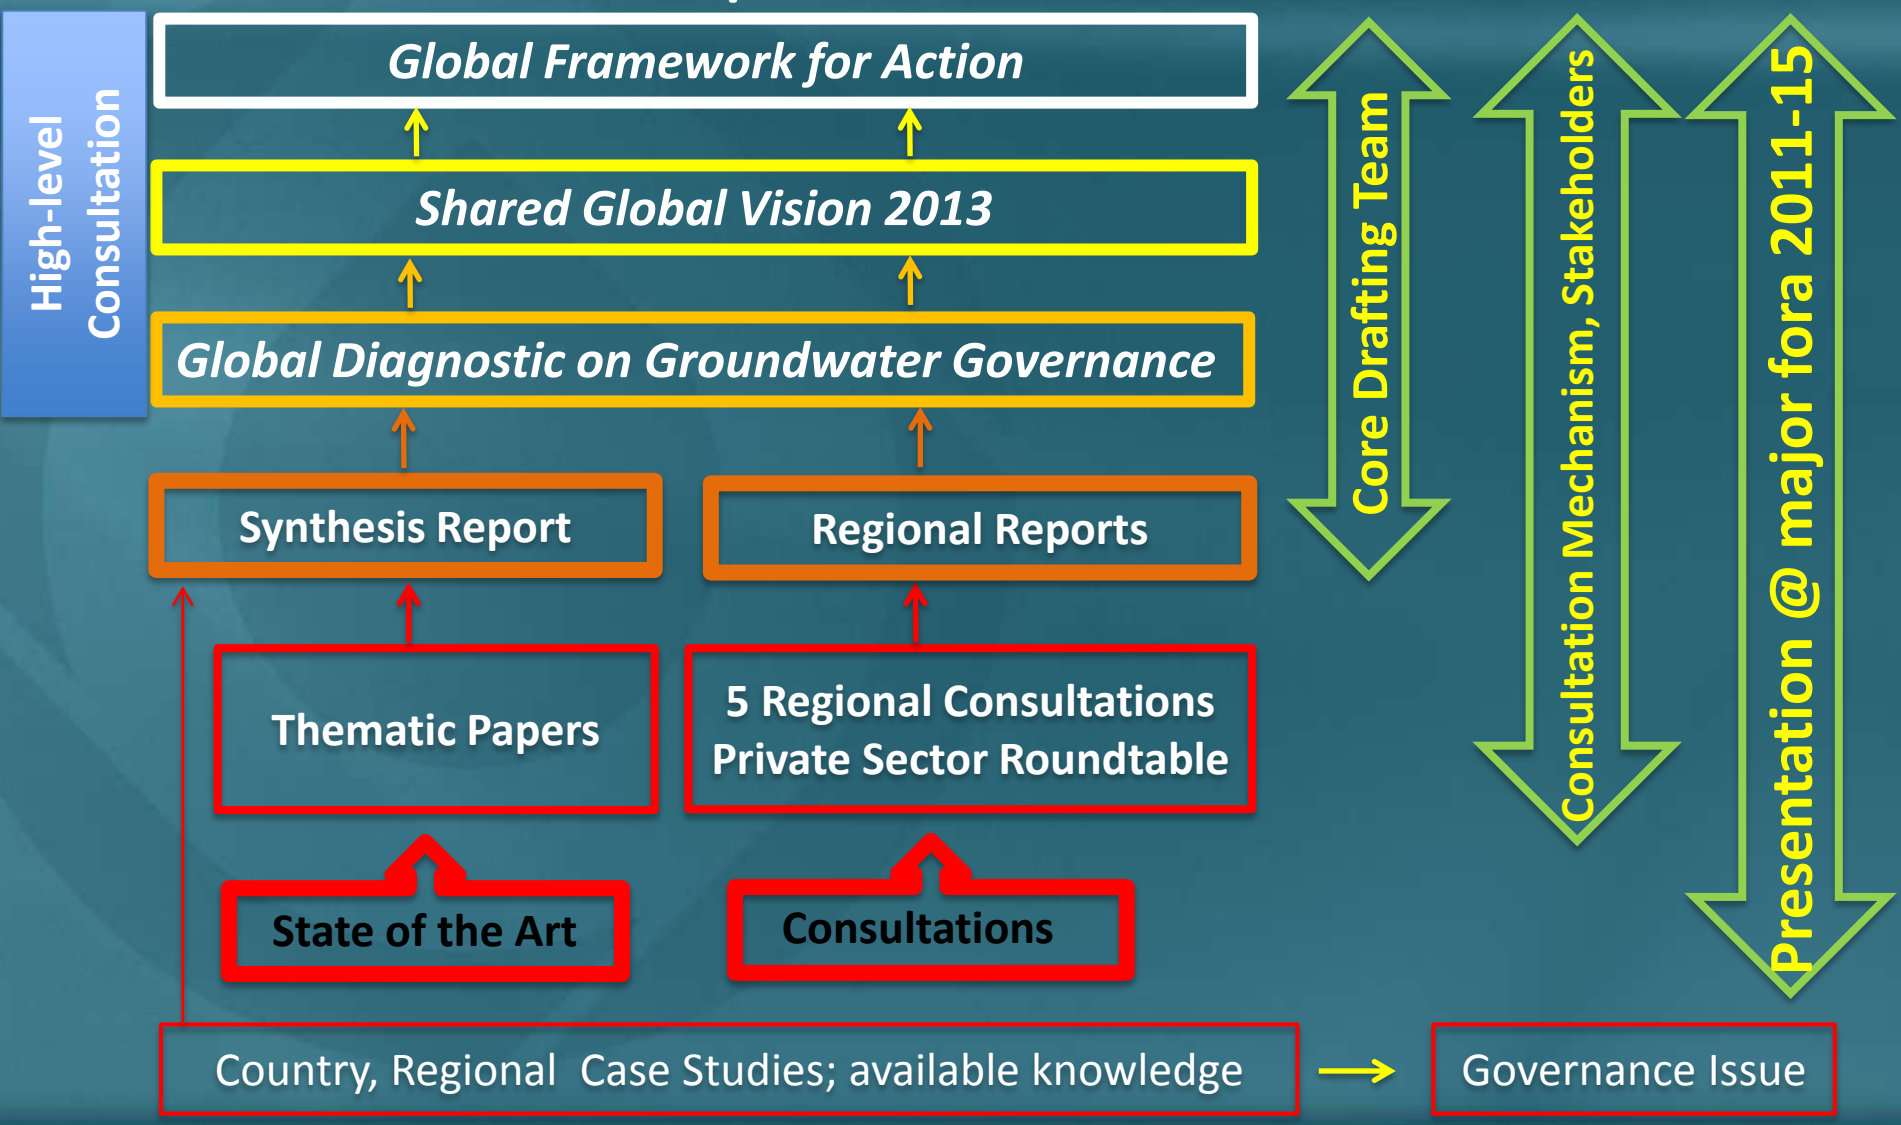 High-level
Consultation
Global Framework for Action
Shared Global Vision 2013
Global Diagnostic on Groundwater Governance
Synthesis Report
Regional Reports
Thematic Papers
5 Regional Consultations
Private Sector Roundtable
State of the Art
Consultations
Country, Regional  Case Studies; available knowledge
Governance Issue
Core Drafting Team
Consultation Mechanism, Stakeholders
Presentation @ major fora 2011-15